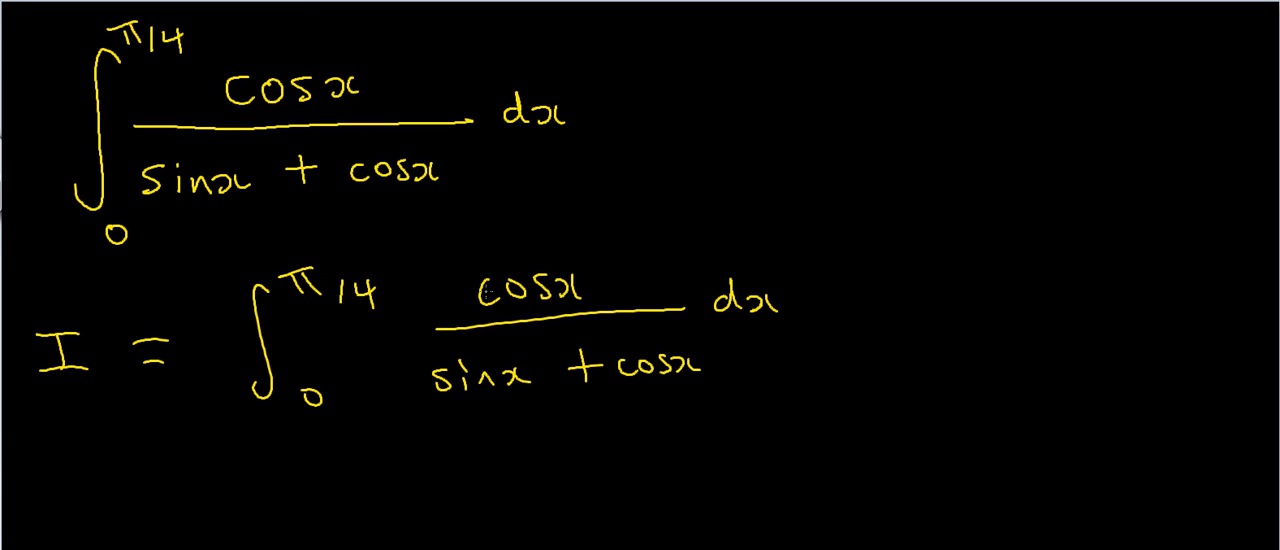 ∫₀^π/4 cosx / (sinx + cosx) dx
I = ∫₀^π/4 cosx / (sinx + cosx) dx